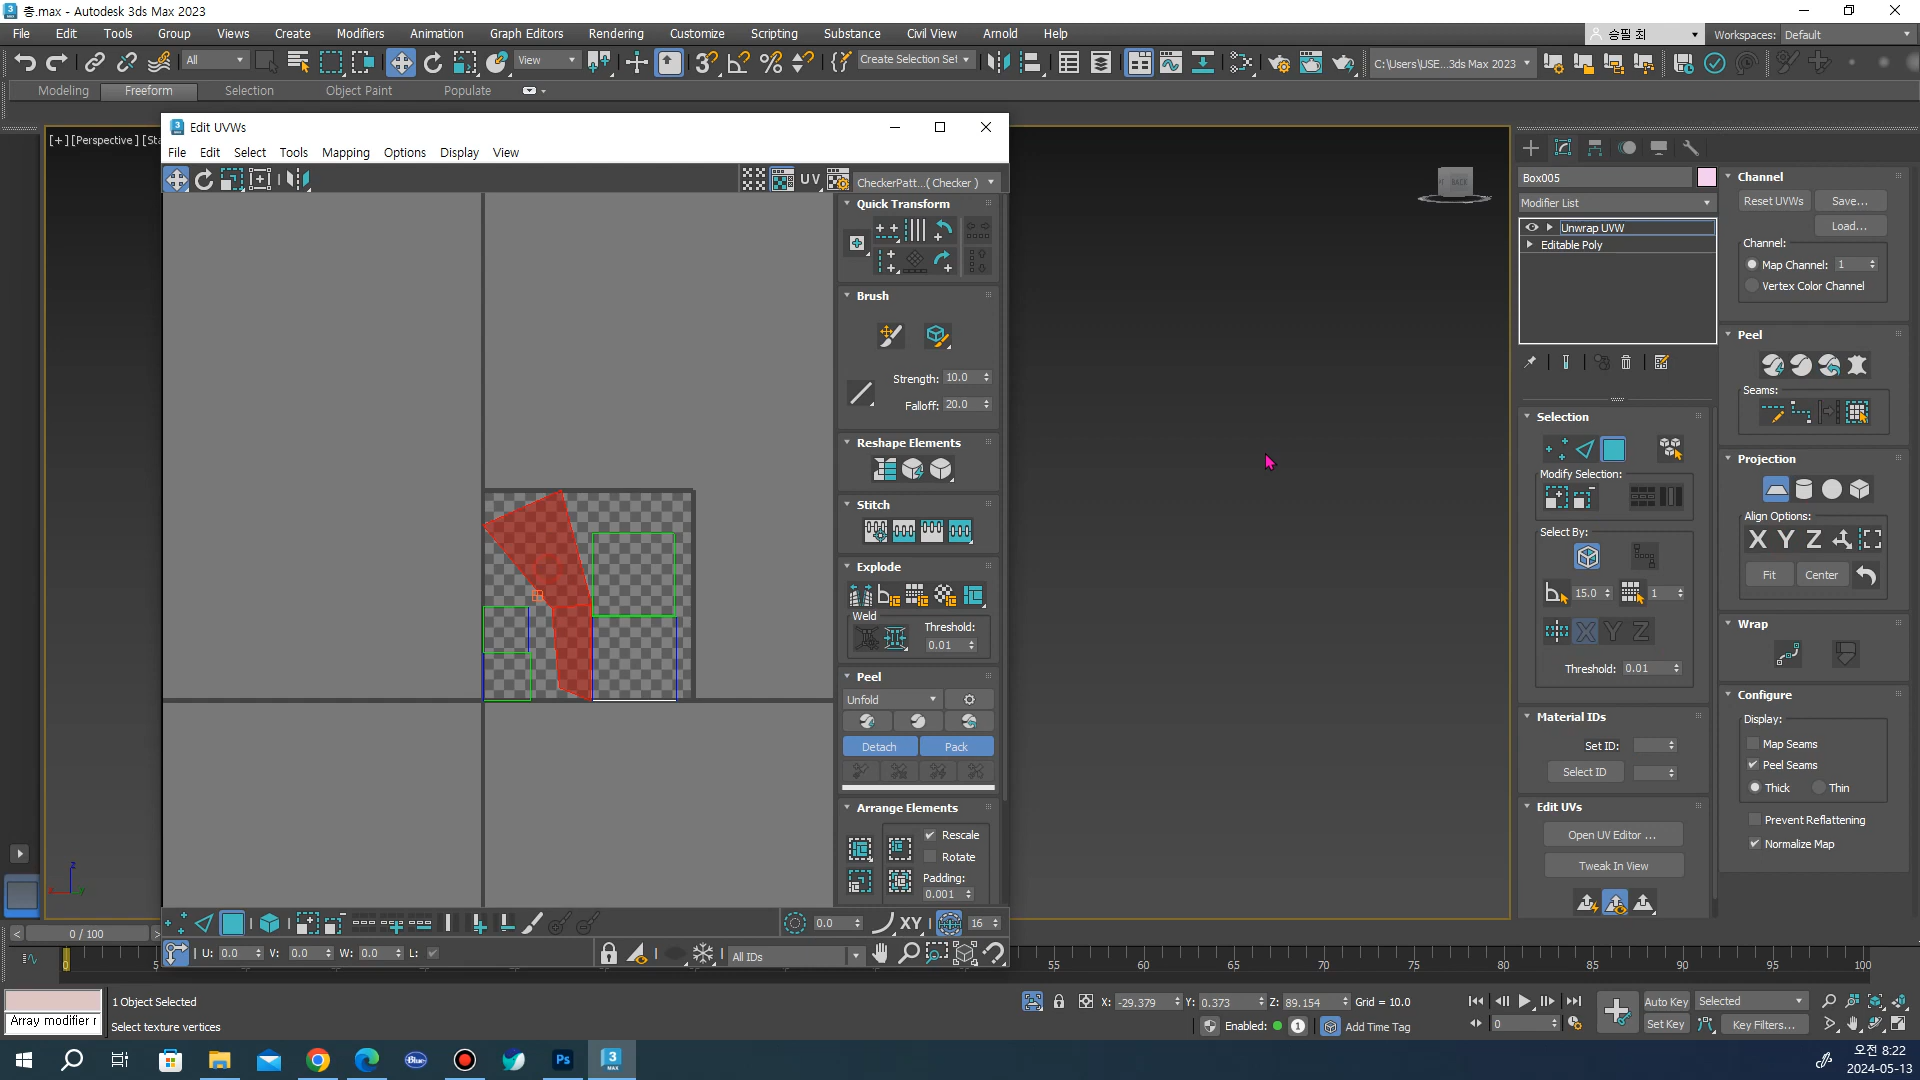 총.max - Autodesk 3ds Max 2023
File Edit Tools Group Views Create Modifiers Animation Graph Editors Rendering Customize Scripting Substance Civil View Arnold Help
승필 최 Workspaces: Default
All View Create Selection Set C:\Users\USE...3ds Max 2023
Modeling Freeform Selection Object Paint Populate
[+] [Perspective] [Sta
Edit UVWs
File Edit Select Tools Mapping Options Display View
UV CheckerPatt...( Checker )
Quick Transform
Brush
Strength: 10.0
Falloff: 20.0
Reshape Elements
Stitch
Explode
Weld
Threshold:
0.01
Peel
Unfold
Detach Pack
Arrange Elements
Rescale
Rotate
Padding:
0.001
0.0 XY 16
U: 0.0 V: 0.0 W: 0.0 L: All IDs
BACK
Box005
Modifier List
Unwrap UVW
Editable Poly
Selection
Modify Selection:
Select By:
15.0 1
X Y Z
Threshold: 0.01
Material IDs
Set ID:
Select ID
Edit UVs
Open UV Editor ...
Tweak In View
Channel
Reset UVWs Save...
Load...
Channel:
Map Channel: 1
Vertex Color Channel
Peel
Seams:
Projection
Align Options:
X Y Z
Fit Center
Wrap
Configure
Display:
Map Seams
Peel Seams
Thick Thin
Prevent Reflattening
Normalize Map
z
x y
< 0 / 100 >
0 5 55 60 65 70 75 80 85 90 95 100
Array modifier r
1 Object Selected
Select texture vertices
X: -29.379 Y: 0.373 Z: 89.154 Grid = 10.0
Enabled: 1 Add Time Tag
0
Auto Key Selected
Set Key Key Filters...
Blue
Ps
3
MAX
오전 8:22
2024-05-13